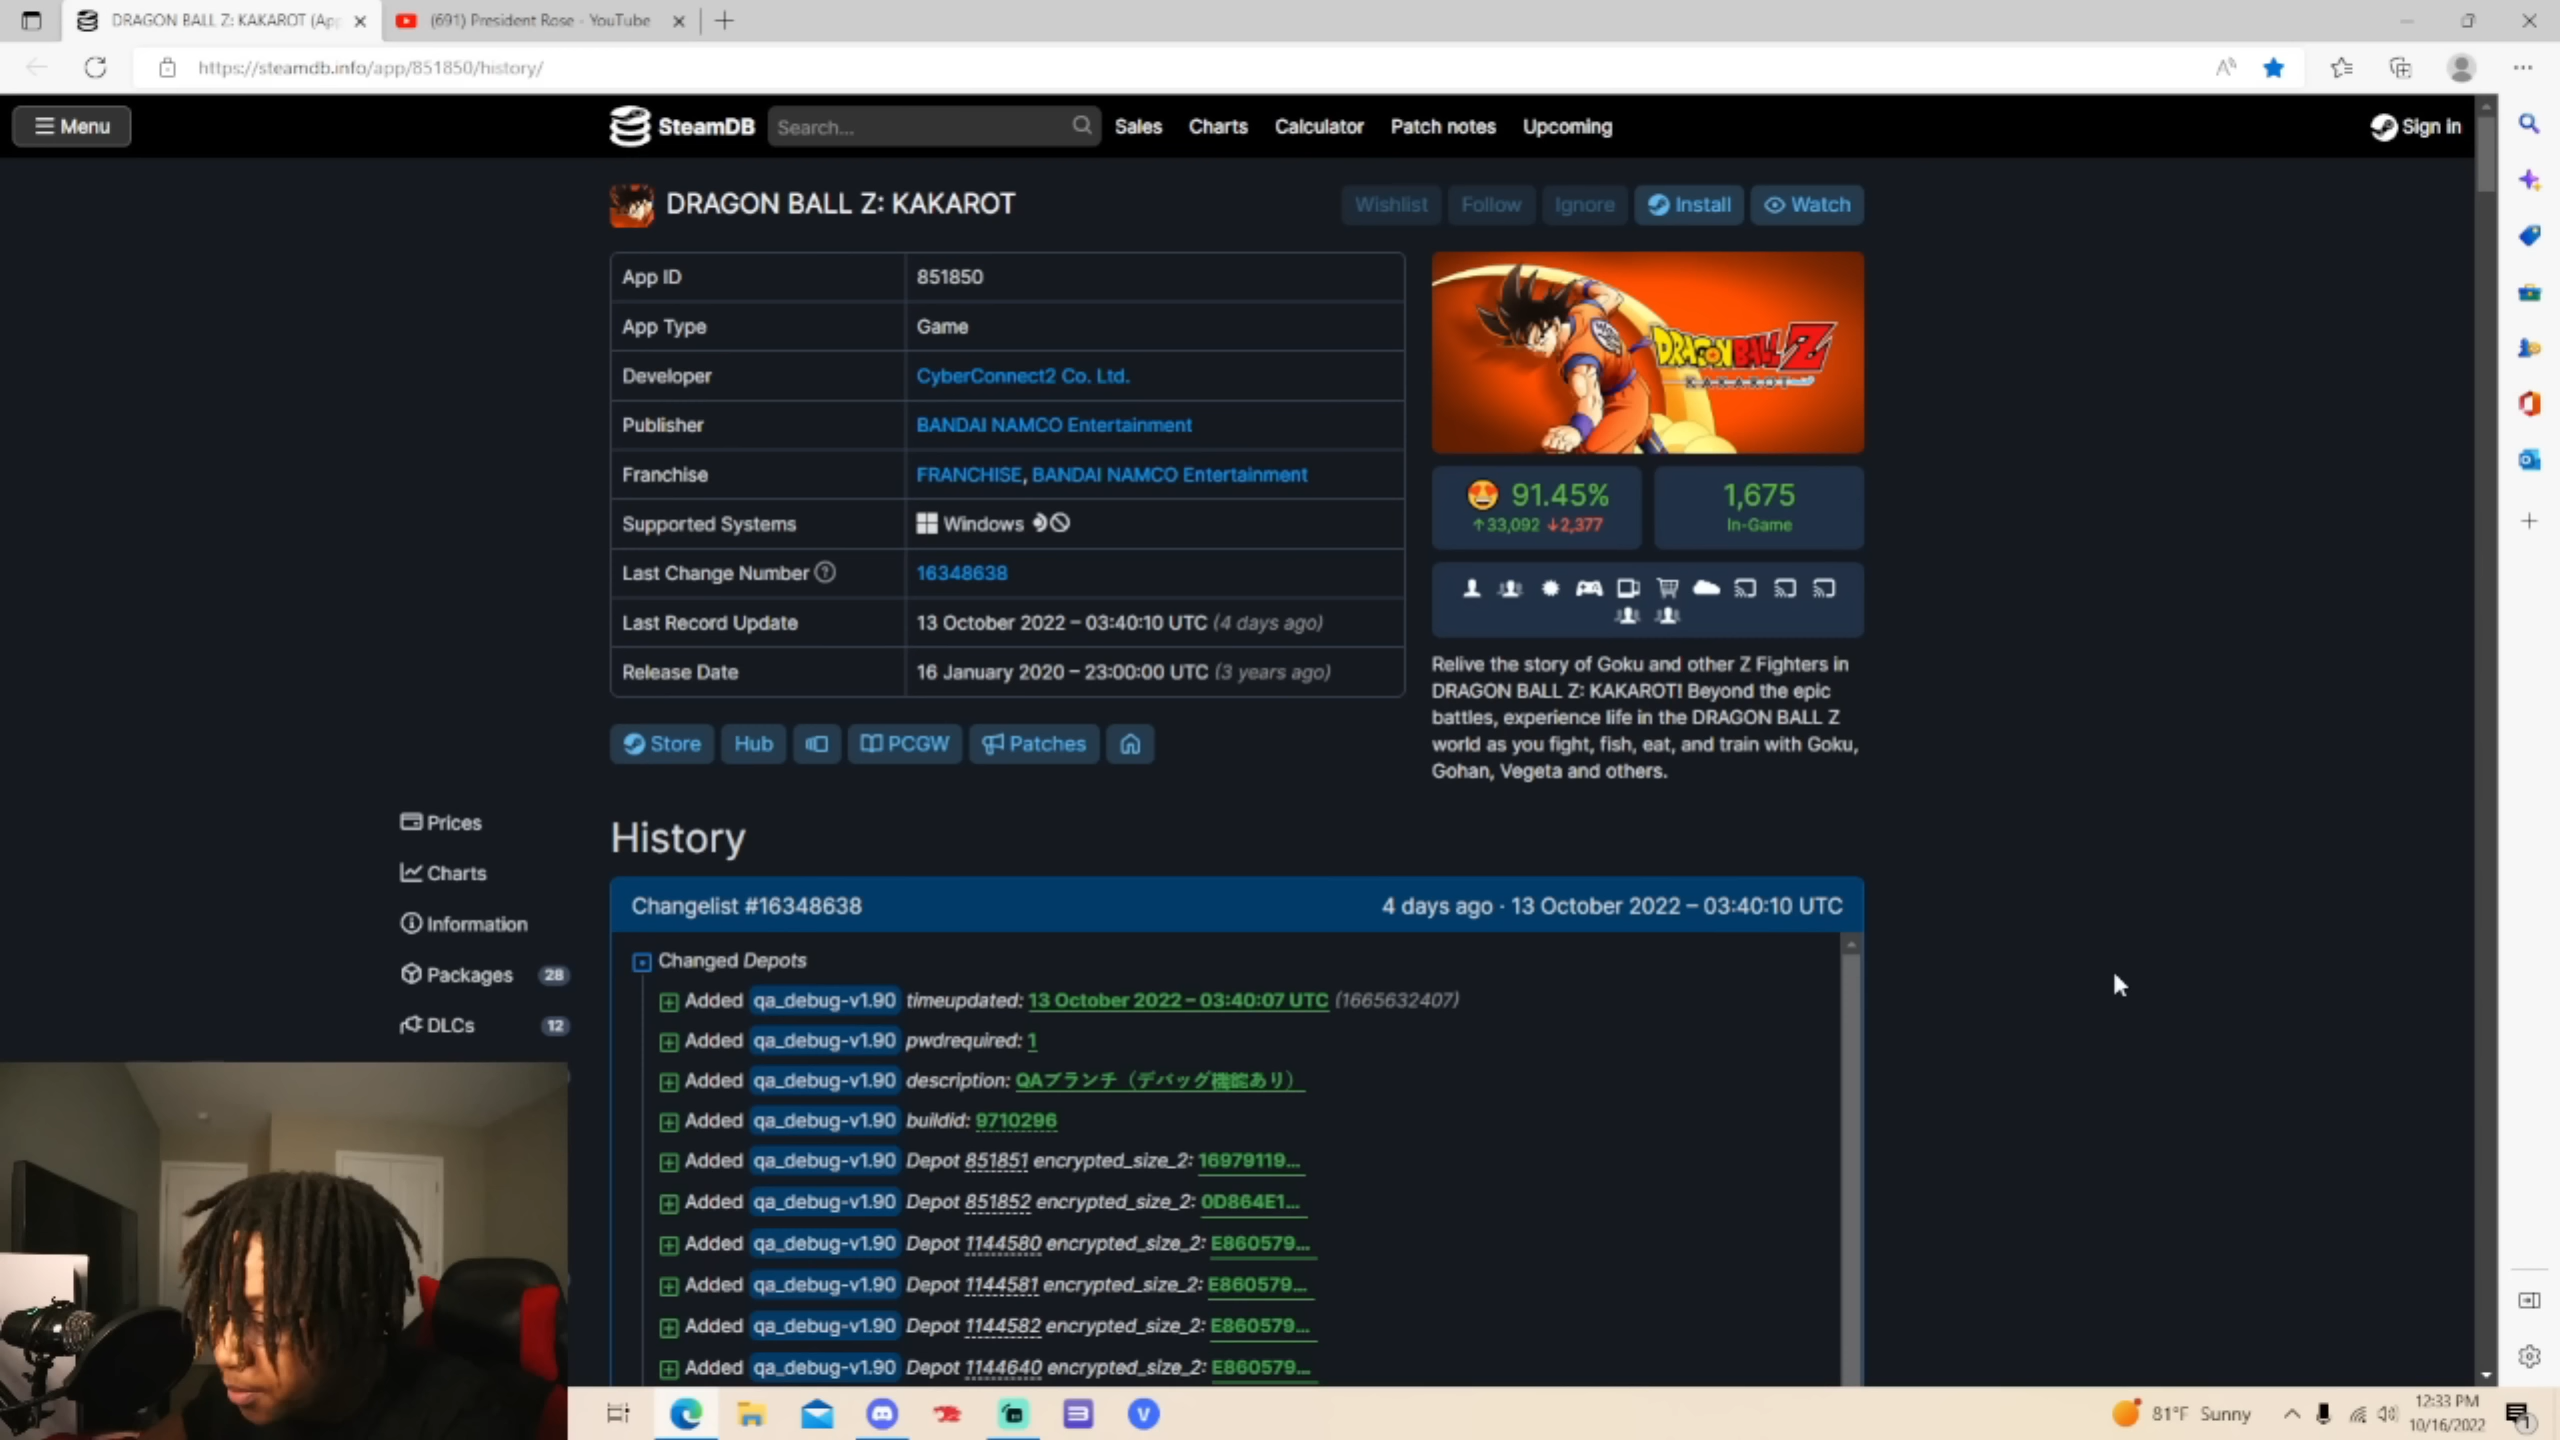 DRAGON BALL Z: KAKAROT (Ap
(691) President Rose - YouTube
https://steamdb.info/app/851850/history/
Menu
SteamDB
Search...
Sales
Charts
Calculator
Patch notes
Upcoming
Sign in
DRAGON BALL Z: KAKAROT
Wishlist
Follow
Ignore
Install
Watch
App ID 851850
App Type Game
Developer CyberConnect2 Co. Ltd.
Publisher BANDAI NAMCO Entertainment
Franchise FRANCHISE, BANDAI NAMCO Entertainment
Supported Systems Windows
Last Change Number 16348638
Last Record Update 13 October 2022 – 03:40:10 UTC (4 days ago)
Release Date 16 January 2020 – 23:00:00 UTC (3 years ago)
DRAGON BALL Z
KAKAROT
91.45%
↑33,092 ↓2,377
1,675
In-Game
Relive the story of Goku and other Z Fighters in
DRAGON BALL Z: KAKAROT! Beyond the epic
battles, experience life in the DRAGON BALL Z
world as you fight, fish, eat, and train with Goku,
Gohan, Vegeta and others.
Store
Hub
PCGW
Patches
Prices
Charts
Information
Packages 28
DLCs 12
History
Changelist #16348638
4 days ago · 13 October 2022 – 03:40:10 UTC
Changed Depots
Added qa_debug-v1.90 timeupdated: 13 October 2022 – 03:40:07 UTC (1665632407)
Added qa_debug-v1.90 pwdrequired: 1
Added qa_debug-v1.90 description: QAブランチ（デバッグ機能あり）
Added qa_debug-v1.90 buildid: 9710296
Added qa_debug-v1.90 Depot 851851 encrypted_size_2: 16979119...
Added qa_debug-v1.90 Depot 851852 encrypted_size_2: 0D864E1...
Added qa_debug-v1.90 Depot 1144580 encrypted_size_2: E860579...
Added qa_debug-v1.90 Depot 1144581 encrypted_size_2: E860579...
Added qa_debug-v1.90 Depot 1144582 encrypted_size_2: E860579...
Added qa_debug-v1.90 Depot 1144640 encrypted_size_2: E860579...
81°F Sunny
12:33 PM
10/16/2022
1